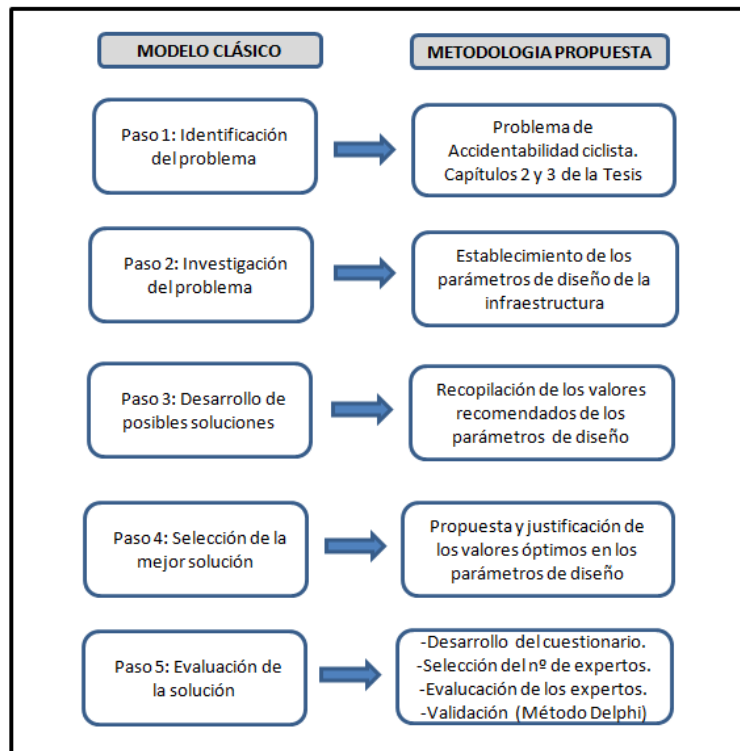 MODELO CLÁSICO
METODOLOGIA PROPUESTA
Paso 1: Identificación
del problema
Problema de
Accidentabilidad ciclista.
Capítulos 2 y 3 de la Tesis
Paso 2: Investigación
del problema
Establecimiento de los
parámetros de diseño de la
infraestructura
Paso 3: Desarrollo de
posibles soluciones
Recopilación de los valores
recomendados de los
parámetros de diseño
Paso 4: Selección de la
mejor solución
Propuesta y justificación de
los valores óptimos en los
parámetros de diseño
Paso 5: Evaluación de
la solución
-Desarrollo del cuestionario.
-Selección del nº de expertos.
-Evalucación de los expertos.
-Validación (Método Delphi)